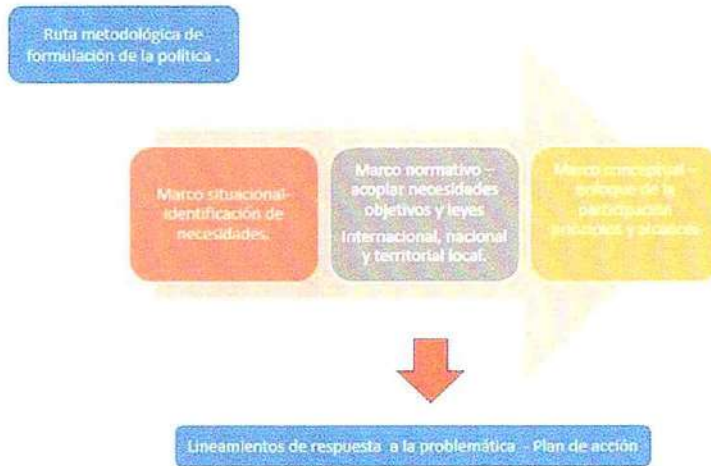 Ruta metodológica de
formulación de la política .
Marco situacional-
identificación de
necesidades.
Marco normativo –
acopiar necesidades
objetivos y leyes
Internacional, nacional
y territorial local.
Marco conceptual –
enfoque de la
participación
principios y alcances
Lineamientos de respuesta a la problemática - Plan de acción